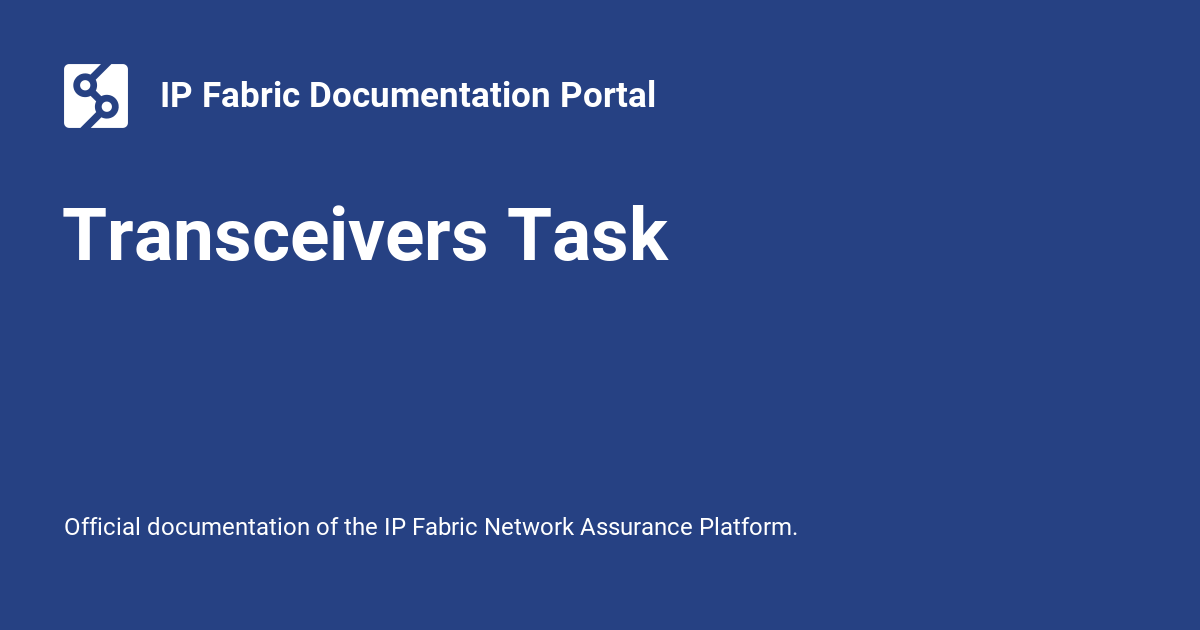 IP Fabric Documentation Portal
Transceivers Task
Official documentation of the IP Fabric Network Assurance Platform.